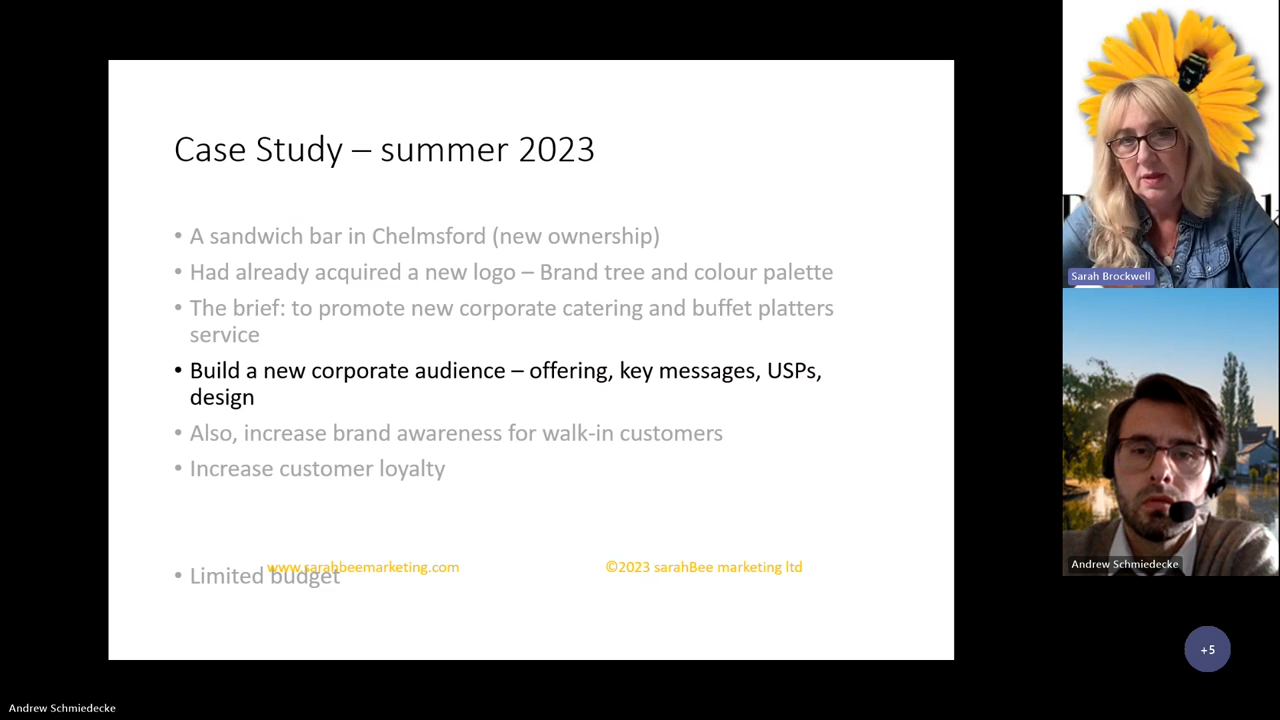 Case Study – summer 2023
• A sandwich bar in Chelmsford (new ownership)
• Had already acquired a new logo – Brand tree and colour palette
• The brief: to promote new corporate catering and buffet platters
service
• Build a new corporate audience – offering, key messages, USPs,
design
• Also, increase brand awareness for walk-in customers
• Increase customer loyalty
www.sarahbeemarketing.com
©2023 sarahBee marketing ltd
• Limited budget
Sarah Brockwell
Andrew Schmiedecke
+5
Andrew Schmiedecke